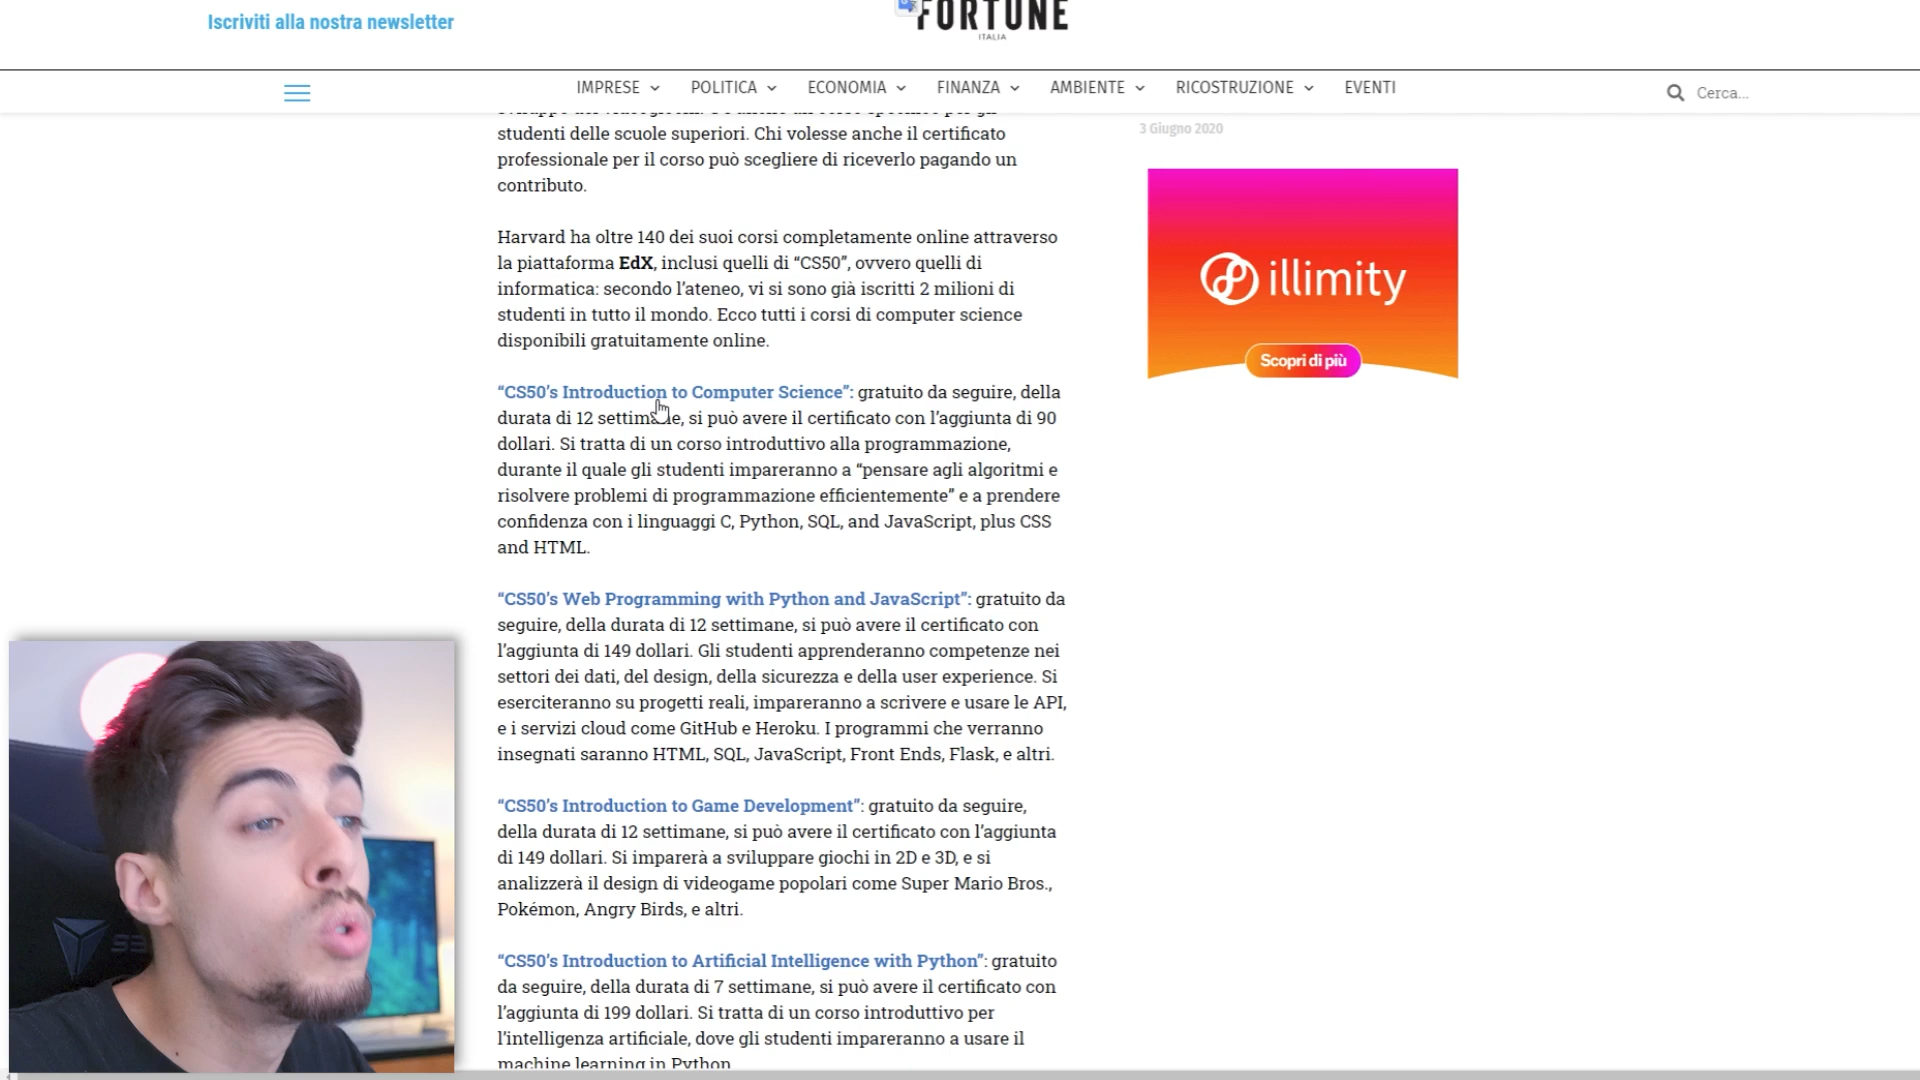 Iscriviti alla nostra newsletter
FORTUNE
ITALIA
IMPRESE
POLITICA
ECONOMIA
FINANZA
AMBIENTE
RICOSTRUZIONE
EVENTI
Cerca...
studenti delle scuole superiori. Chi volesse anche il certificato
professionale per il corso può scegliere di riceverlo pagando un
contributo.
Harvard ha oltre 140 dei suoi corsi completamente online attraverso
la piattaforma EdX, inclusi quelli di “CS50”, ovvero quelli di
informatica: secondo l’ateneo, vi si sono già iscritti 2 milioni di
studenti in tutto il mondo. Ecco tutti i corsi di computer science
disponibili gratuitamente online.
“CS50’s Introduction to Computer Science”: gratuito da seguire, della
durata di 12 settimane, si può avere il certificato con l’aggiunta di 90
dollari. Si tratta di un corso introduttivo alla programmazione,
durante il quale gli studenti impareranno a “pensare agli algoritmi e
risolvere problemi di programmazione efficientemente” e a prendere
confidenza con i linguaggi C, Python, SQL, and JavaScript, plus CSS
and HTML.
“CS50’s Web Programming with Python and JavaScript”: gratuito da
seguire, della durata di 12 settimane, si può avere il certificato con
l’aggiunta di 149 dollari. Gli studenti apprenderanno competenze nei
settori dei dati, del design, della sicurezza e della user experience. Si
eserciteranno su progetti reali, impareranno a scrivere e usare le API,
e i servizi cloud come GitHub e Heroku. I programmi che verranno
insegnati saranno HTML, SQL, JavaScript, Front Ends, Flask, e altri.
“CS50’s Introduction to Game Development”: gratuito da seguire,
della durata di 12 settimane, si può avere il certificato con l’aggiunta
di 149 dollari. Si imparerà a sviluppare giochi in 2D e 3D, e si
analizzerà il design di videogame popolari come Super Mario Bros.,
Pokémon, Angry Birds, e altri.
“CS50’s Introduction to Artificial Intelligence with Python”: gratuito
da seguire, della durata di 7 settimane, si può avere il certificato con
l’aggiunta di 199 dollari. Si tratta di un corso introduttivo per
l’intelligenza artificiale, dove gli studenti impareranno a usare il
machine learning in Python
3 Giugno 2020
illimity
Scopri di più